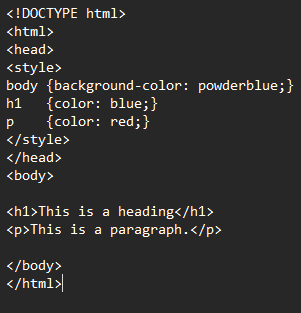 <!DOCTYPE html>
<html>
<head>
<style>
body {background-color: powderblue;}
h1   {color: blue;}
p    {color: red;}
</style>
</head>
<body>

<h1>This is a heading</h1>
<p>This is a paragraph.</p>

</body>
</html>